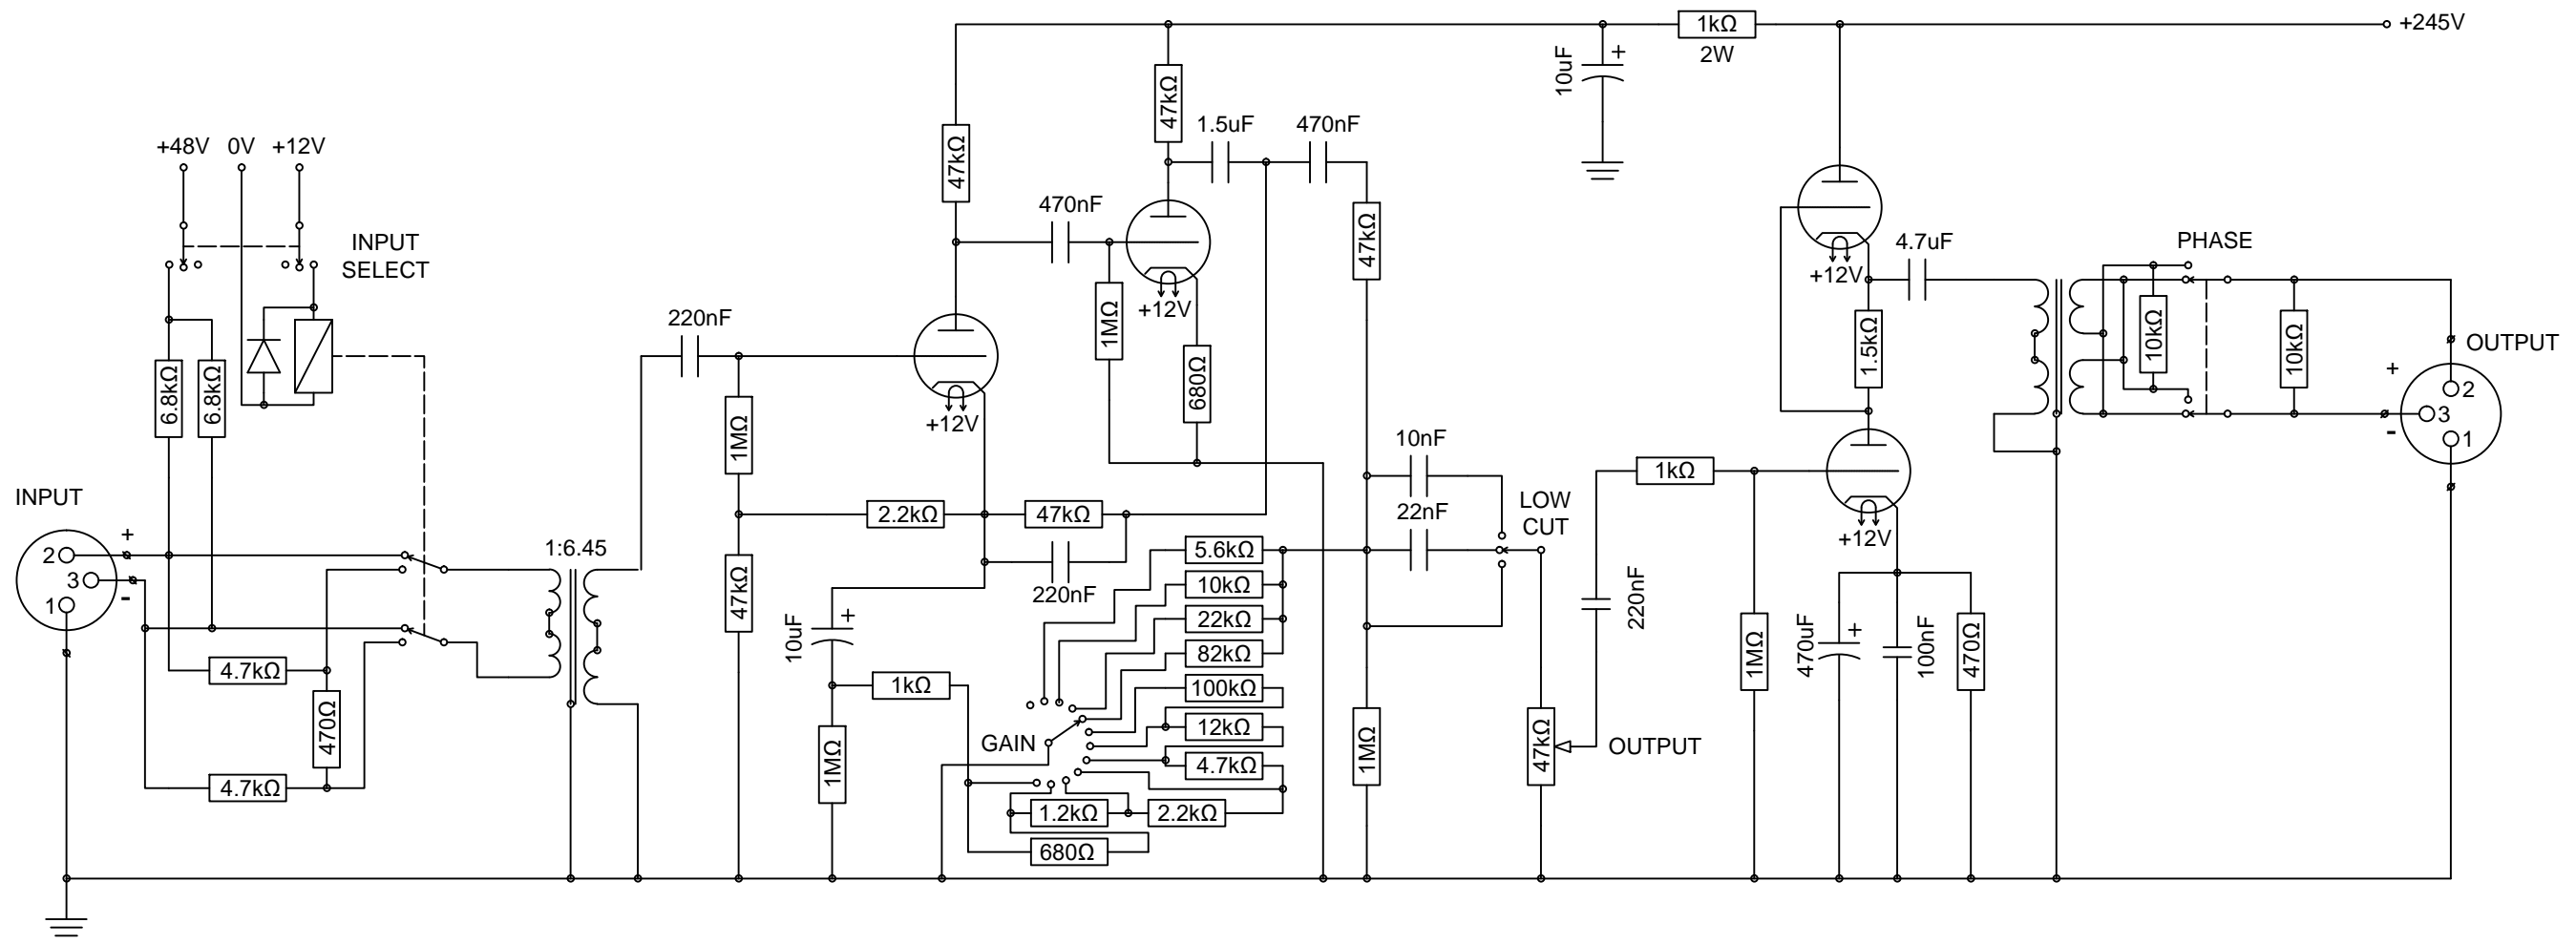 +245V
1kΩ
2W
10uF
+
47kΩ
47kΩ
1.5uF
470nF
+48V
0V
+12V
INPUT
SELECT
470nF
47kΩ
1MΩ
+12V
680Ω
220nF
+12V
+12V
4.7uF
1.5kΩ
PHASE
10kΩ
10kΩ
OUTPUT
+
2
3
1
-
6.8kΩ
6.8kΩ
1MΩ
2.2kΩ
47kΩ
220nF
47kΩ
10nF
22nF
LOW
CUT
1kΩ
+12V
INPUT
+
2
3
1
-
1:6.45
4.7kΩ
470Ω
4.7kΩ
10uF
+
1kΩ
1MΩ
GAIN
5.6kΩ
10kΩ
22kΩ
82kΩ
100kΩ
12kΩ
4.7kΩ
1.2kΩ
2.2kΩ
680Ω
1MΩ
47kΩ
OUTPUT
220nF
1MΩ
470uF
+
100nF
470Ω